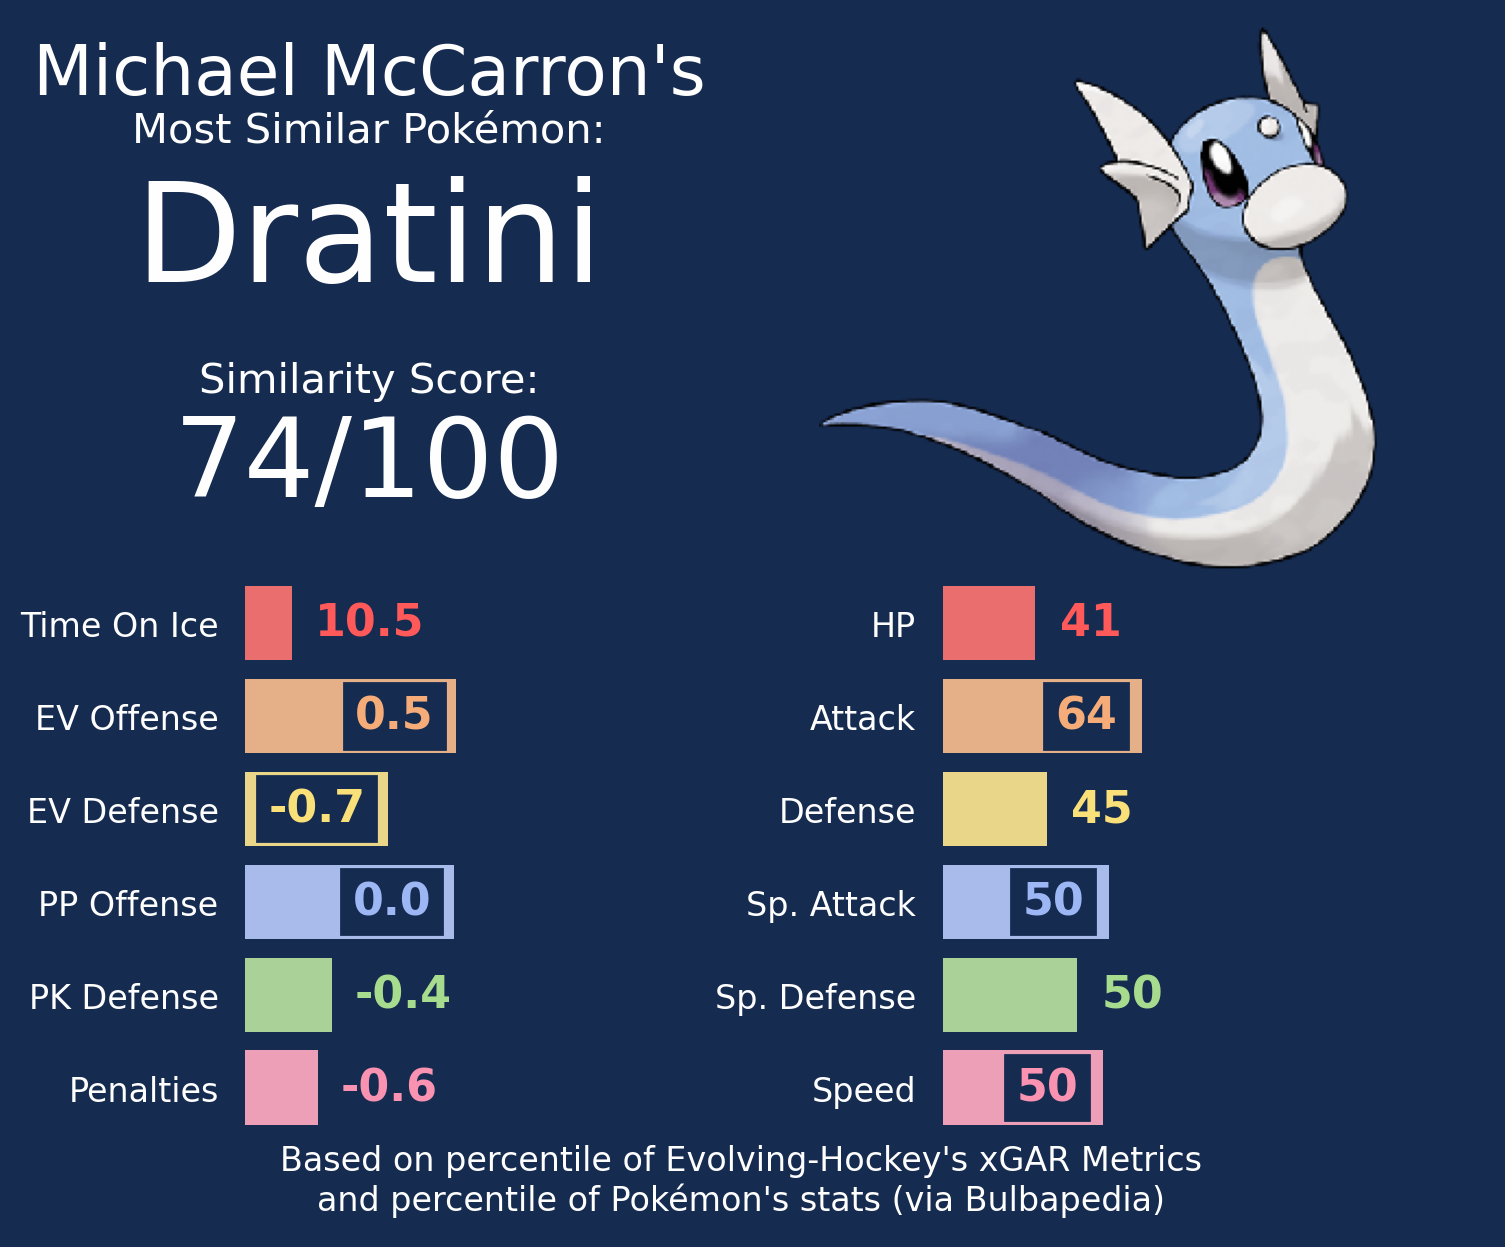 Michael McCarron's
Most Similar Pokémon:
Dratini
Similarity Score:
74/100
Time On Ice 10.5
EV Offense 0.5
EV Defense -0.7
PP Offense 0.0
PK Defense -0.4
Penalties -0.6
HP 41
Attack 64
Defense 45
Sp. Attack 50
Sp. Defense 50
Speed 50
Based on percentile of Evolving-Hockey's xGAR Metrics
and percentile of Pokémon's stats (via Bulbapedia)